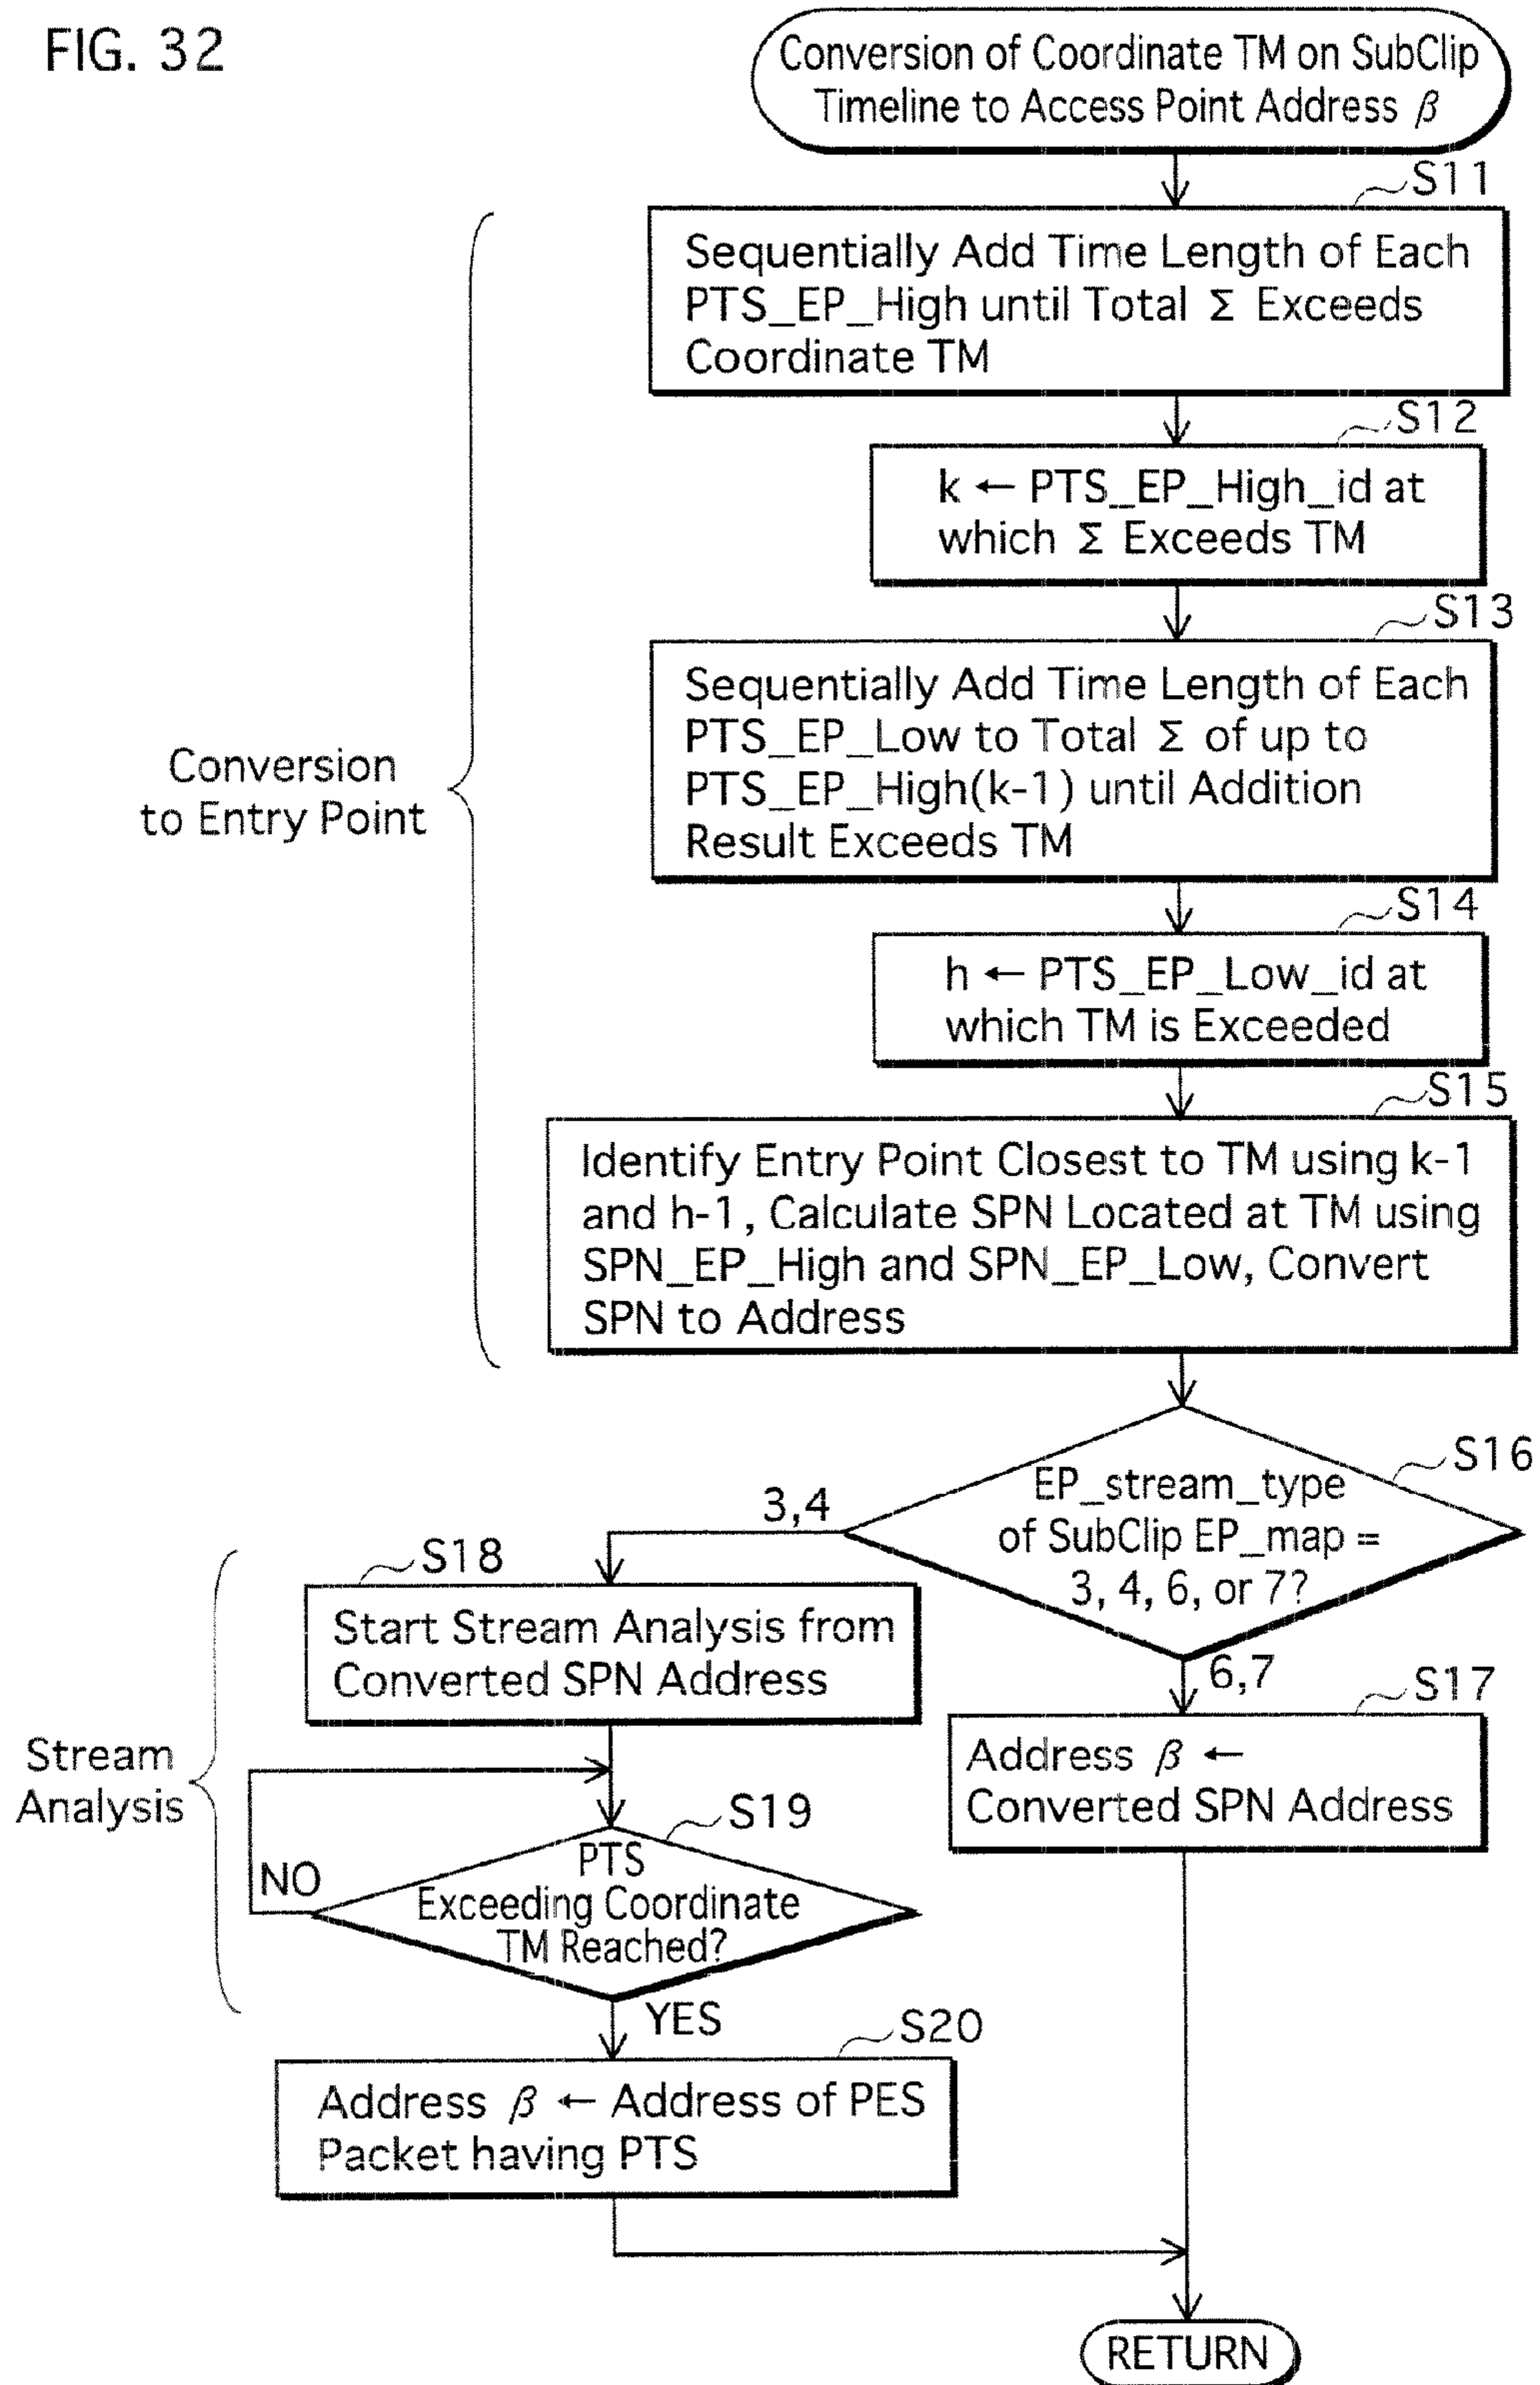 FIG. 32
Conversion of Coordinate TM on SubClip
Timeline to Access Point Address β
S11
Sequentially Add Time Length of Each
PTS_EP_High until Total Σ Exceeds
Coordinate TM
S12
k ← PTS_EP_High_id at
which Σ Exceeds TM
S13
Sequentially Add Time Length of Each
PTS_EP_Low to Total Σ of up to
PTS_EP_High(k-1) until Addition
Result Exceeds TM
Conversion
to Entry Point
S14
h ← PTS_EP_Low_id at
which TM is Exceeded
S15
Identify Entry Point Closest to TM using k-1
and h-1, Calculate SPN Located at TM using
SPN_EP_High and SPN_EP_Low, Convert
SPN to Address
S16
EP_stream_type
of SubClip EP_map =
3, 4, 6, or 7?
3,4
6,7
S17
Address β ←
Converted SPN Address
S18
Start Stream Analysis from
Converted SPN Address
Stream
Analysis
S19
PTS
Exceeding Coordinate
TM Reached?
NO
YES
S20
Address β ← Address of PES
Packet having PTS
RETURN